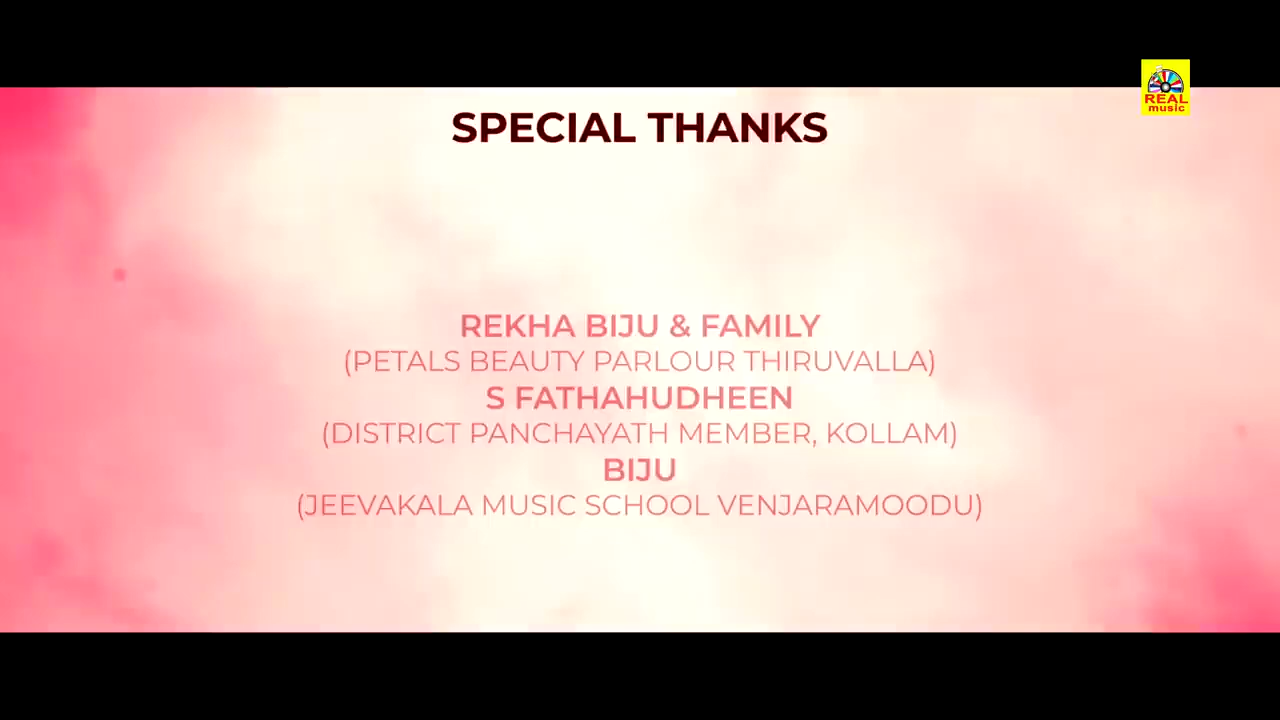 REAL
music
SPECIAL THANKS
REKHA BIJU & FAMILY
(PETALS BEAUTY PARLOUR THIRUVALLA)
S FATHAHUDHEEN
(DISTRICT PANCHAYATH MEMBER, KOLLAM)
BIJU
(JEEVAKALA MUSIC SCHOOL VENJARAMOODU)